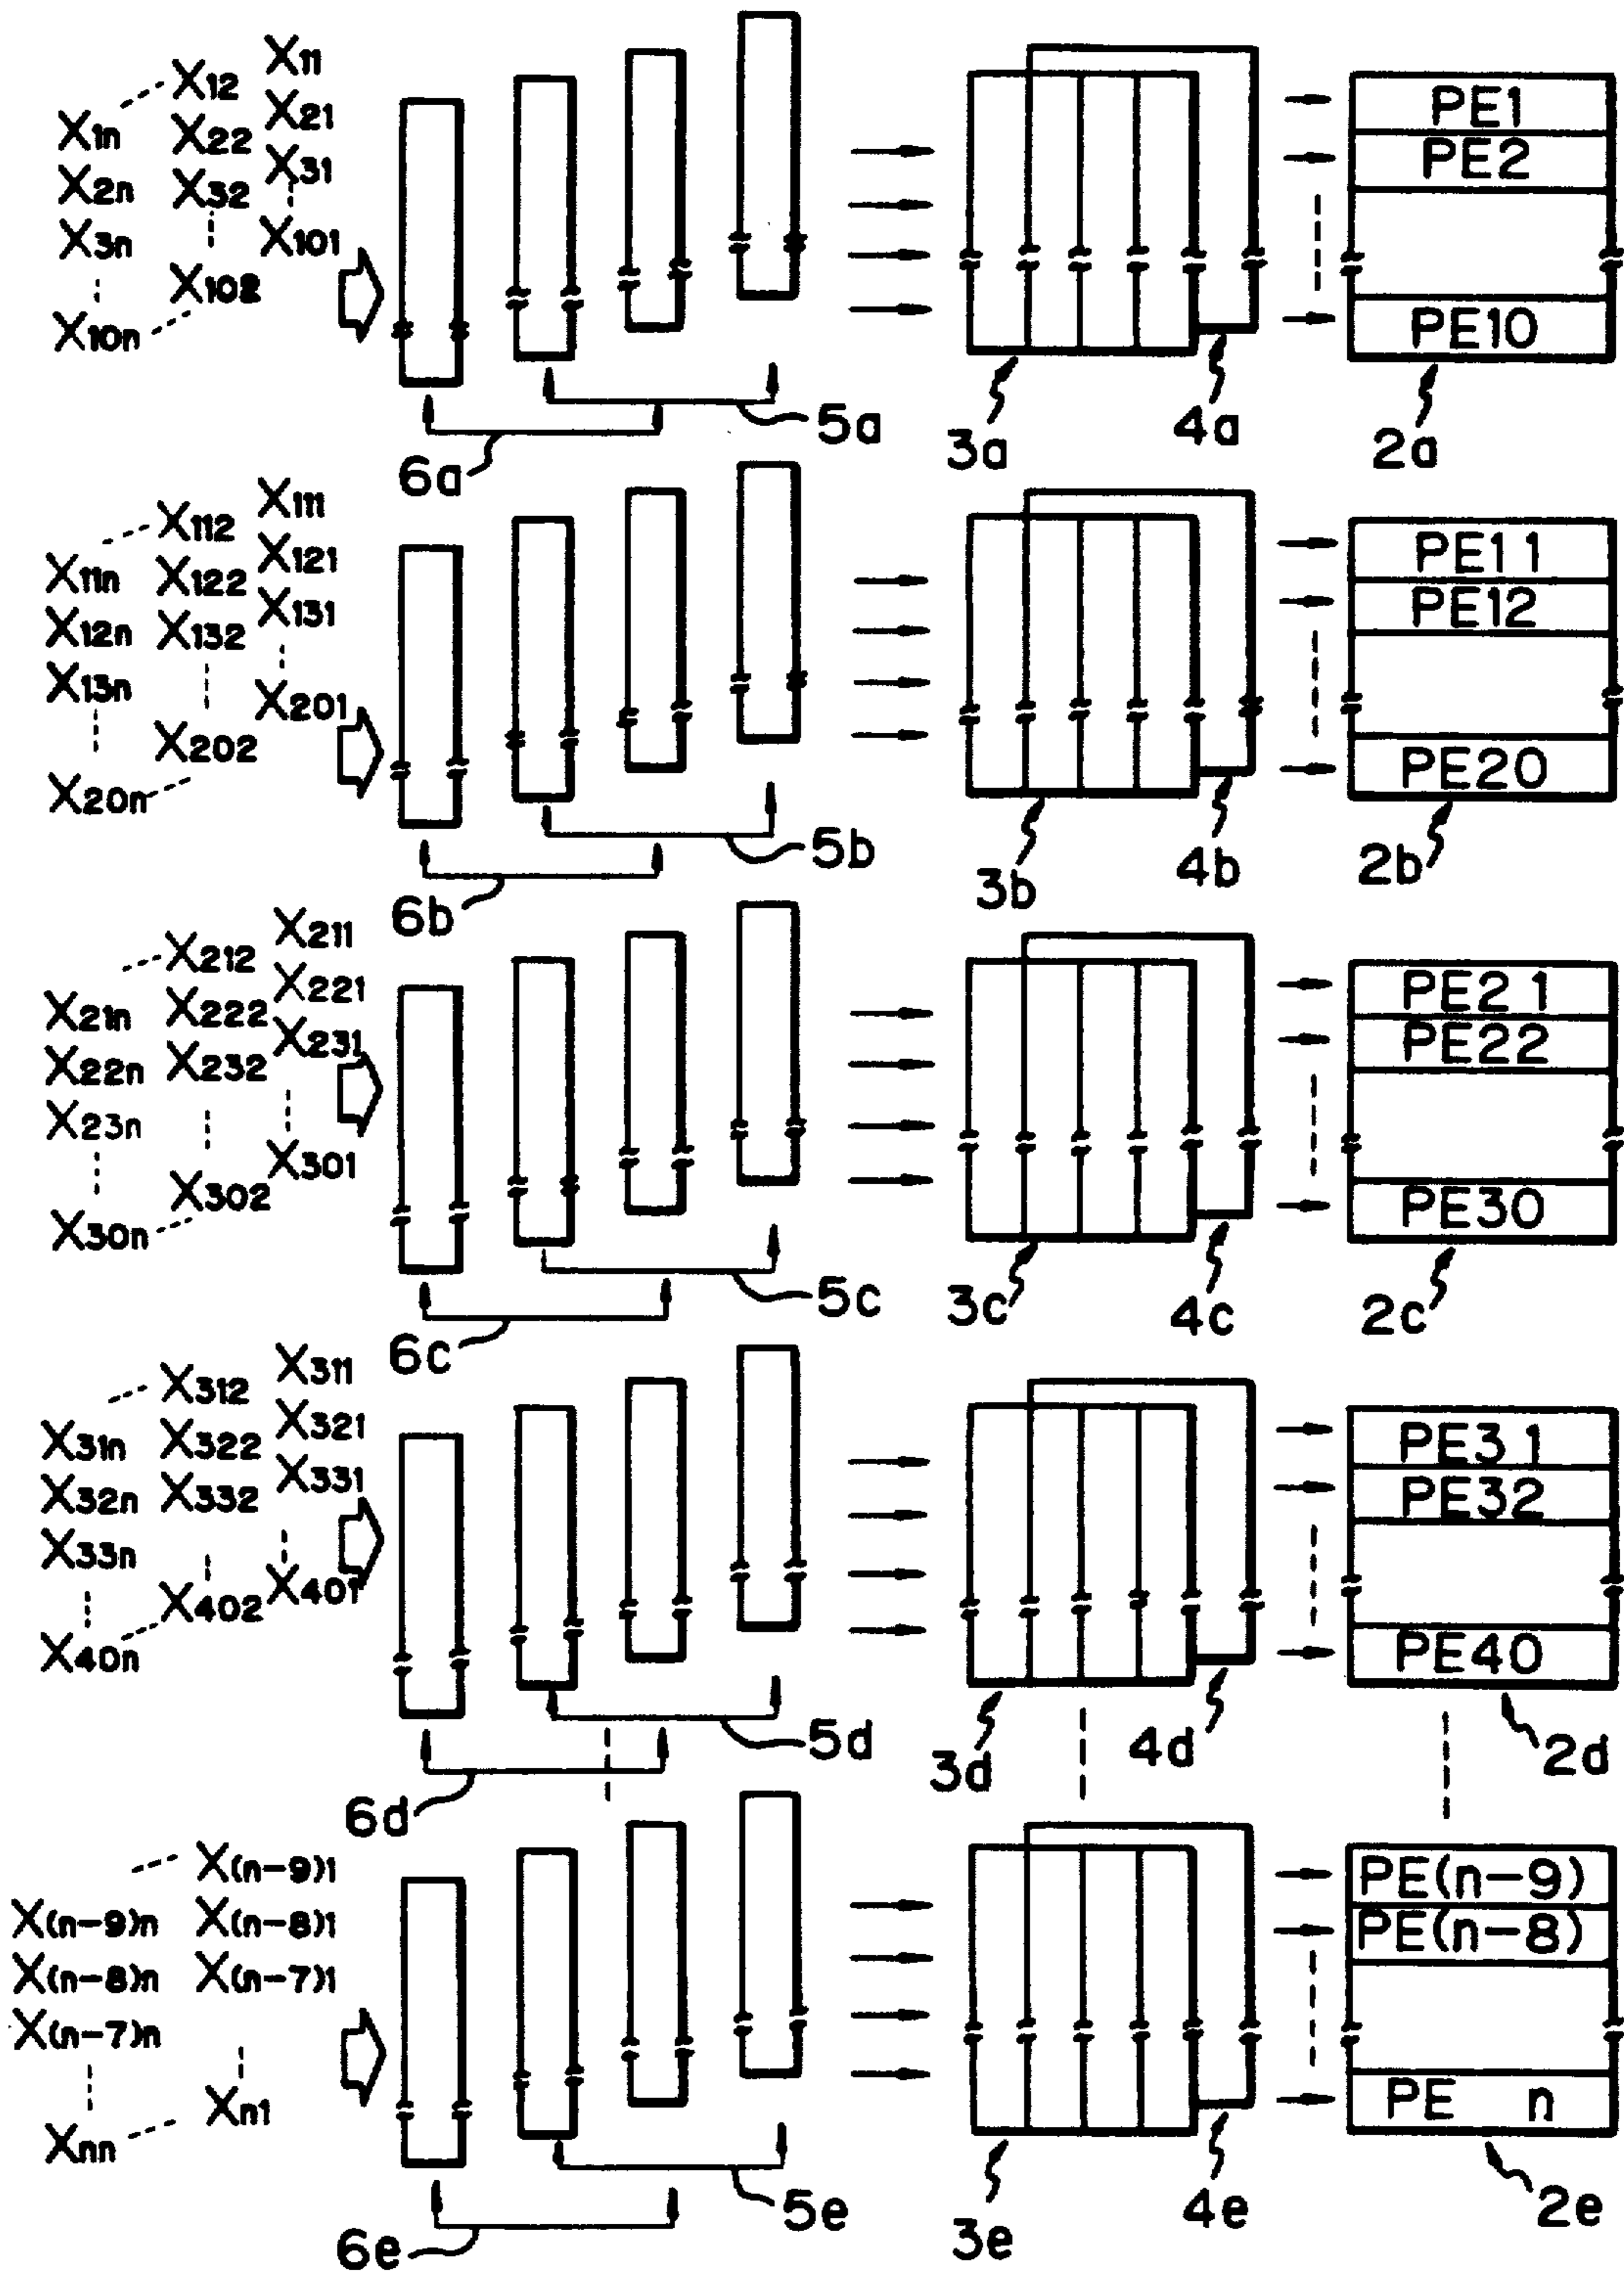 X11
X12
X21
X1n
X22
X31
X2n
X32
X3n
X101
X102
X10n
PE1
PE2
PE10
5a
4a
3a
2a
6a
X111
X112
X121
X11n
X122
X131
X12n
X132
X13n
X201
X202
X20n
PE11
PE12
PE20
5b
4b
3b
2b
6b
X211
X212
X221
X21n
X222
X231
X22n
X232
X23n
X301
X302
X30n
PE21
PE22
PE30
5c
4c
3c
2c
6c
X311
X312
X321
X31n
X322
X331
X32n
X332
X33n
X401
X402
X40n
PE31
PE32
PE40
5d
4d
3d
2d
6d
X(n-9)1
X(n-9)n
X(n-8)1
X(n-8)n
X(n-7)1
X(n-7)n
Xn1
Xnn
PE(n-9)
PE(n-8)
PE n
5e
4e
3e
2e
6e